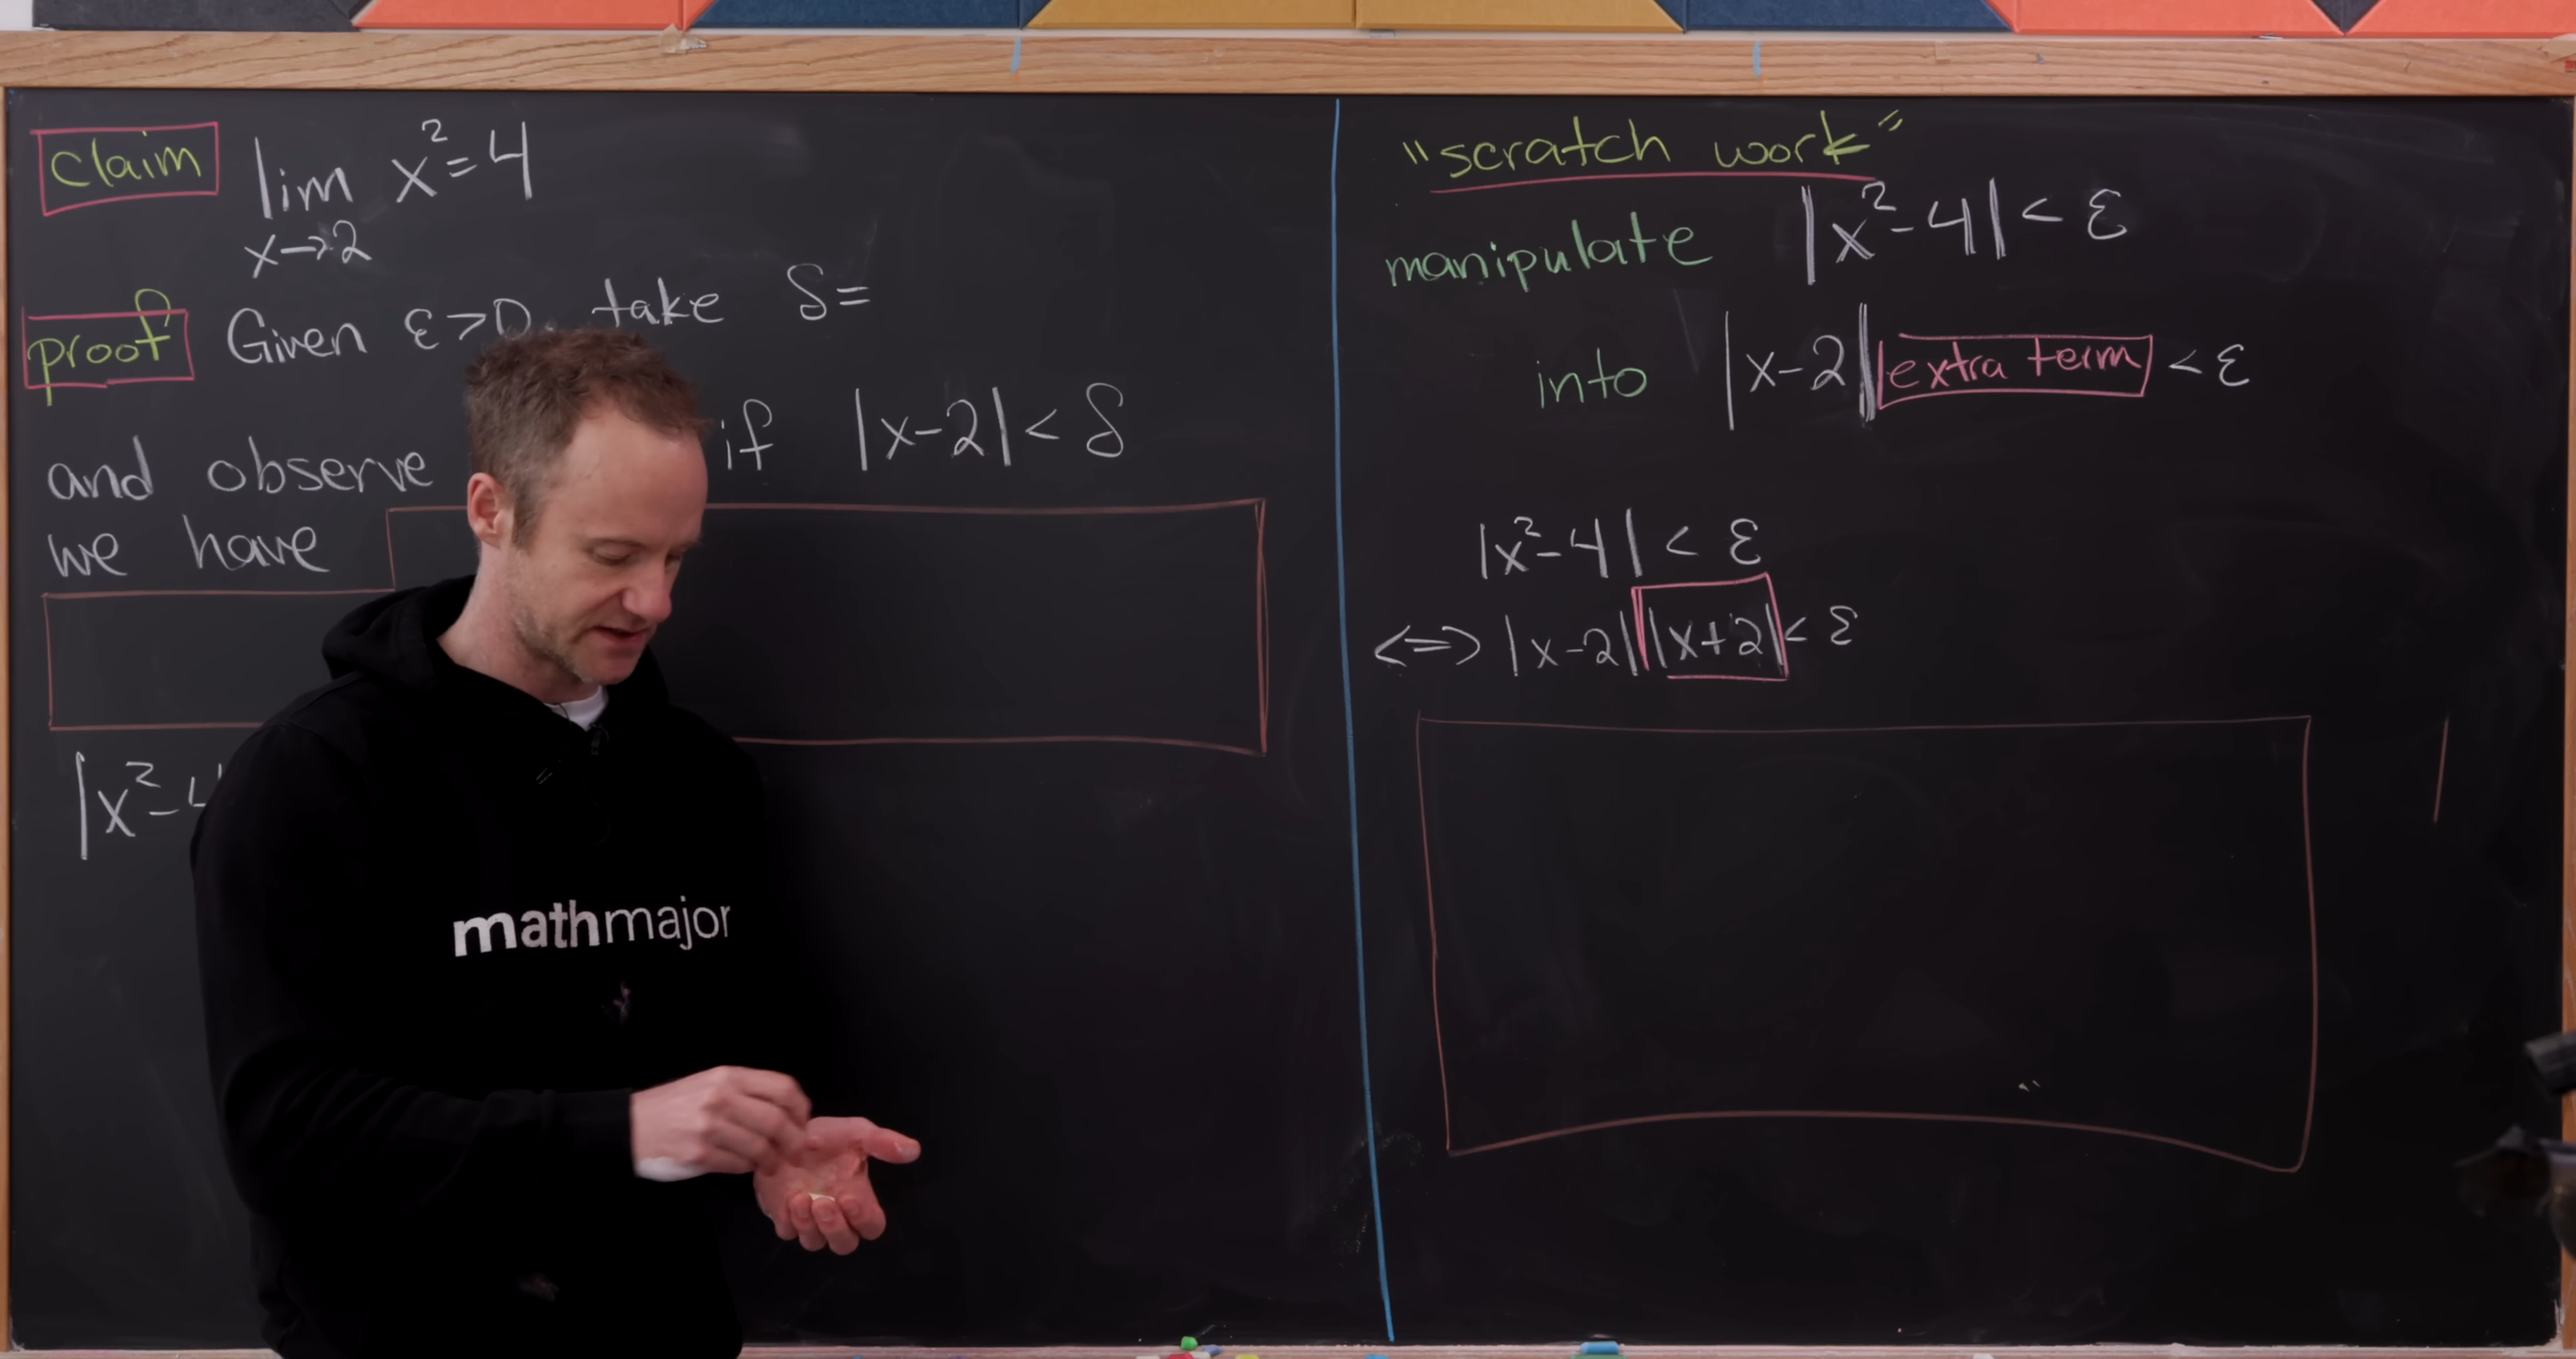 claim lim x² = 4
x→2
proof Given ε>0, take δ=
and observe if |x-2| < δ
we have
|x²-4
"scratch work"
manipulate |x²-4| < ε
into |x-2| |extra term| < ε
|x²-4| < ε
<=> |x-2||x+2| < ε
mathmajor